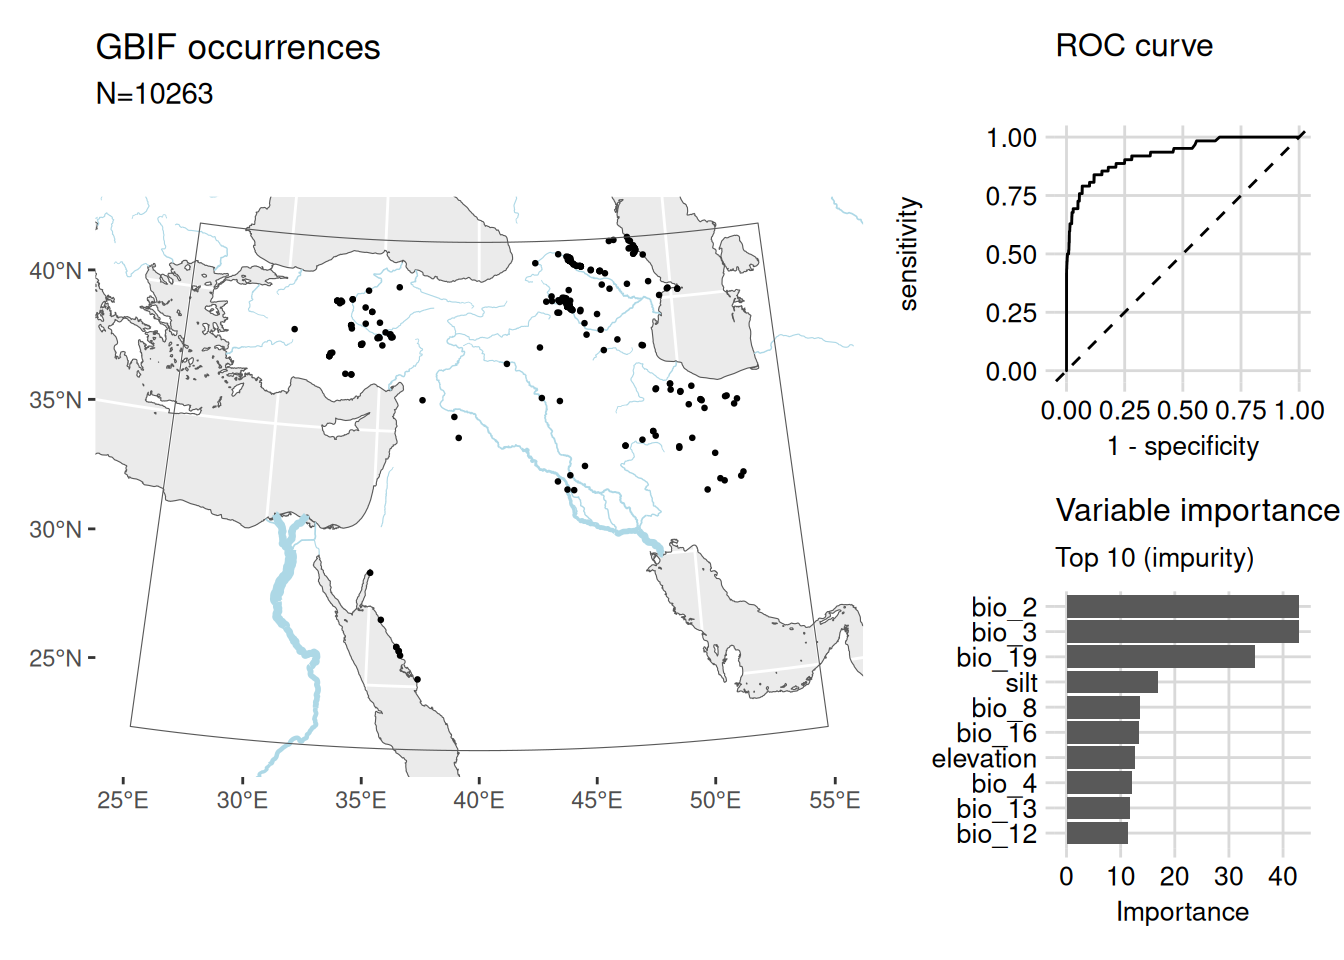 GBIF occurrences
N=10263
40°N
35°N
30°N
25°N
25°E 30°E 35°E 40°E 45°E 50°E 55°E
ROC curve
sensitivity
1.00
0.75
0.50
0.25
0.00
0.00 0.25 0.50 0.75 1.00
1 - specificity
Variable importance
Top 10 (impurity)
bio_2
bio_3
bio_19
silt
bio_8
bio_16
elevation
bio_4
bio_13
bio_12
0 10 20 30 40
Importance